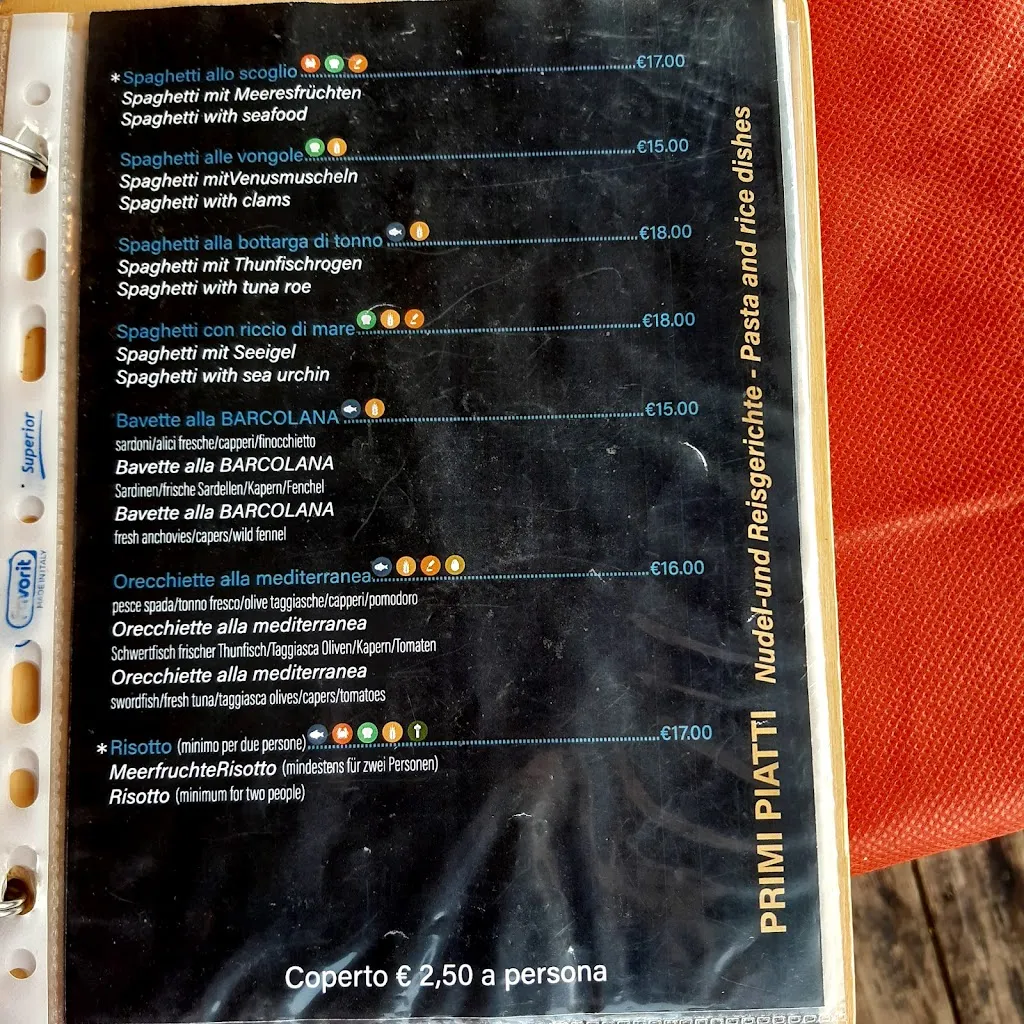 *Spaghetti allo scoglio €17.00
Spaghetti mit Meeresfrüchten
Spaghetti with seafood
Spaghetti alle vongole €15.00
Spaghetti mitVenusmuscheln
Spaghetti with clams
Spaghetti alla bottarga di tonno €18.00
Spaghetti mit Thunfischrogen
Spaghetti with tuna roe
Spaghetti con riccio di mare €18.00
Spaghetti mit Seeigel
Spaghetti with sea urchin
Bavette alla BARCOLANA €15.00
sardoni/alici fresche/capperi/finocchietto
Bavette alla BARCOLANA
Sardinen/frische Sardellen/Kapern/Fenchel
Bavette alla BARCOLANA
fresh anchovies/capers/wild fennel
Orecchiette alla mediterranea €16.00
pesce spada/tonno fresco/olive taggiasche/capperi/pomodoro
Orecchiette alla mediterranea
Schwertfisch frischer Thunfisch/Taggiasca Oliven/Kapern/Tomaten
Orecchiette alla mediterranea
swordfish/fresh tuna/taggiasca olives/capers/tomatoes
*Risotto (minimo per due persone) €17.00
MeerfruchteRisotto (mindestens für zwei Personen)
Risotto (minimum for two people)
Coperto € 2,50 a persona
PRIMI PIATTI Nudel-und Reisgerichte - Pasta and rice dishes
Superior
MADE IN ITALY